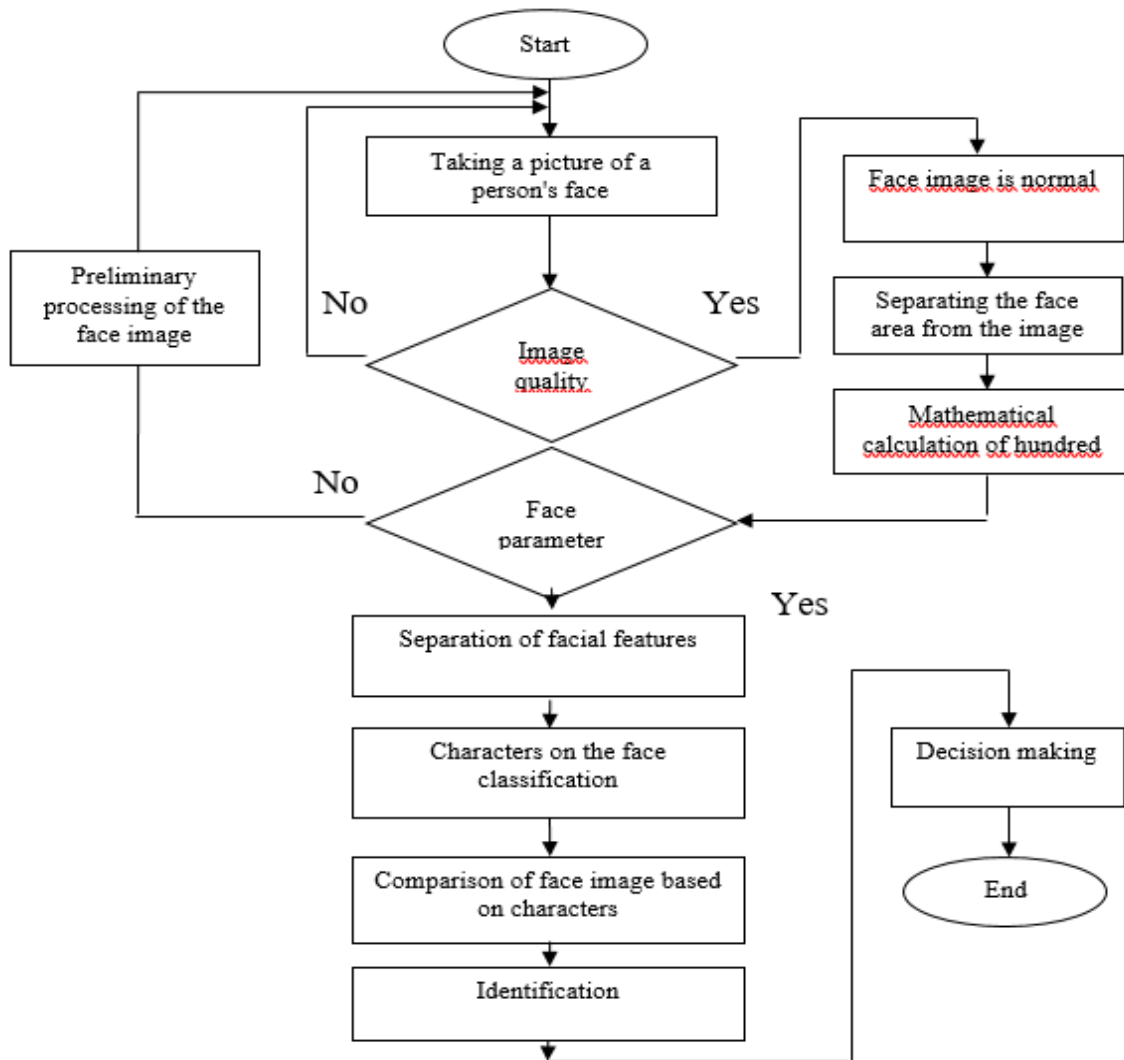 Start
Taking a picture of a
person's face
Face image is normal
Preliminary
processing of the
face image
No
Yes
Image
quality
Separating the face
area from the image
Mathematical
calculation of hundred
No
Face
parameter
Yes
Separation of facial features
Characters on the face
classification
Decision making
Comparison of face image based
on characters
End
Identification